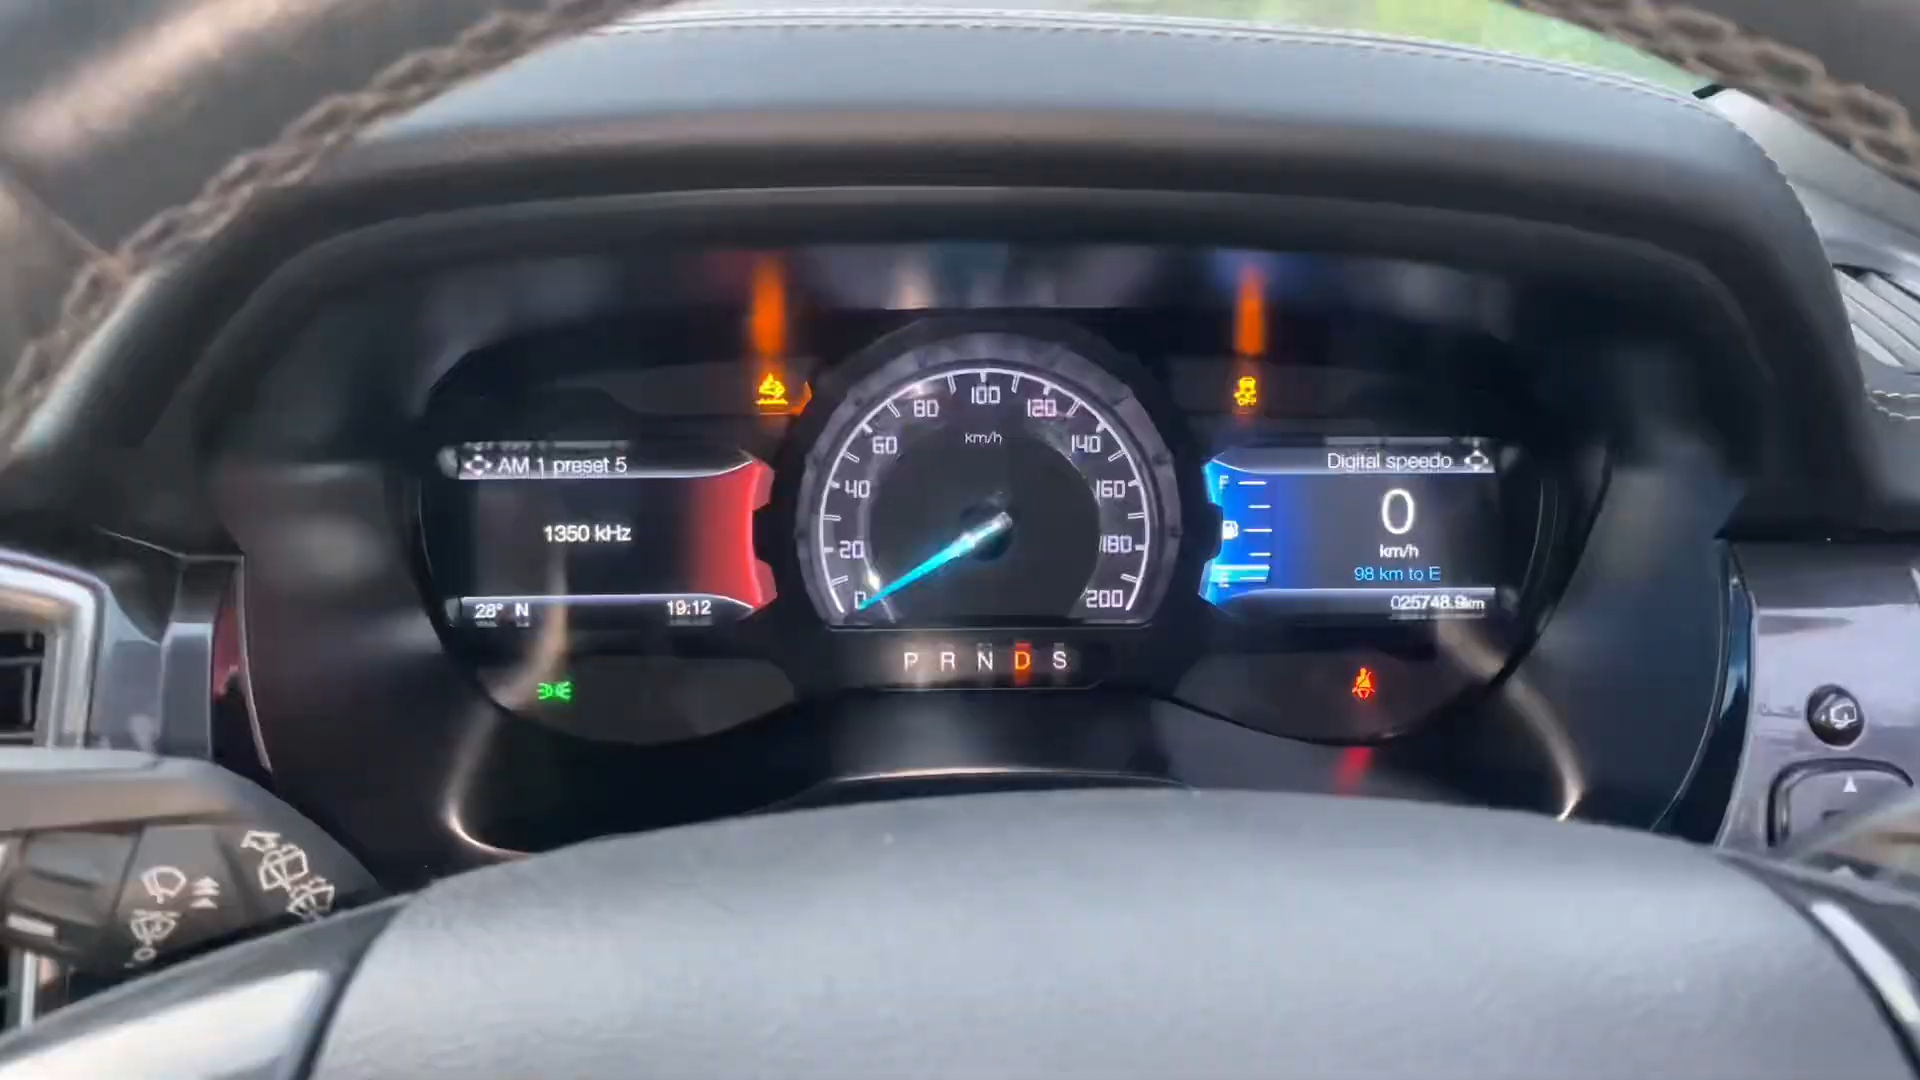 AM 1 preset 5
1350 kHz
28° N
19:12
0
20
40
60
80
100
120
140
160
180
200
km/h
P R N D S
Digital speedo
F
E
0
km/h
98 km to E
025748.9km
OFF